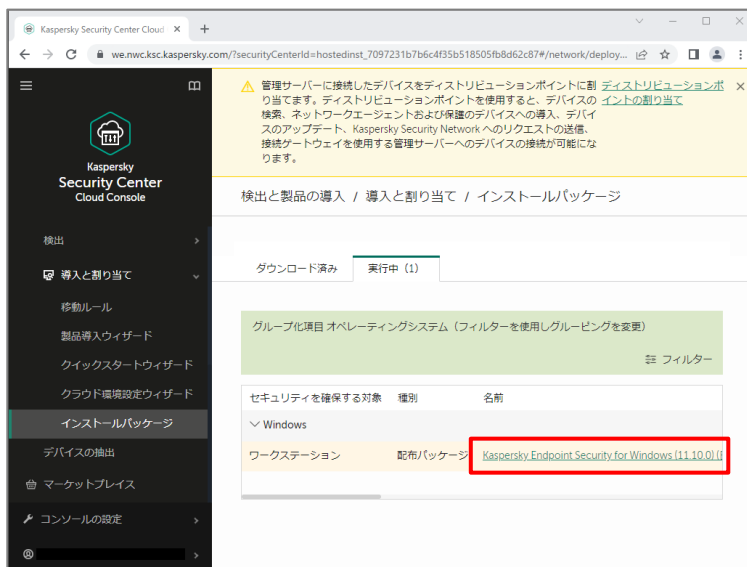 Kaspersky Security Center Cloud
we.nwc.ksc.kaspersky.com/?securityCenterId=hostedinst_7097231b7b6c4f35b518505fb8d62c87#/network/deploy...
管理サーバーに接続したデバイスをディストリビューションポイントに割
り当てます。ディストリビューションポイントを使用すると、デバイスの
検索、ネットワークエージェントおよび保護のデバイスへの導入、デバイ
スのアップデート、Kaspersky Security Network へのリクエストの送信、
接続ゲートウェイを使用する管理サーバーへのデバイスの接続が可能にな
ります。
ディストリビューションポ
イントの割り当て
Kaspersky
Security Center
Cloud Console
検出
導入と割り当て
移動ルール
製品導入ウィザード
クイックスタートウィザード
クラウド環境設定ウィザード
インストールパッケージ
デバイスの抽出
マーケットプレイス
コンソールの設定
検出と製品の導入 / 導入と割り当て / インストールパッケージ
ダウンロード済み 実行中（1）
グループ化項目 オペレーティングシステム（フィルターを使用しグルーピングを変更）
フィルター
セキュリティを確保する対象 種別 名前
Windows
ワークステーション 配布パッケージ Kaspersky Endpoint Security for Windows (11.10.0) (